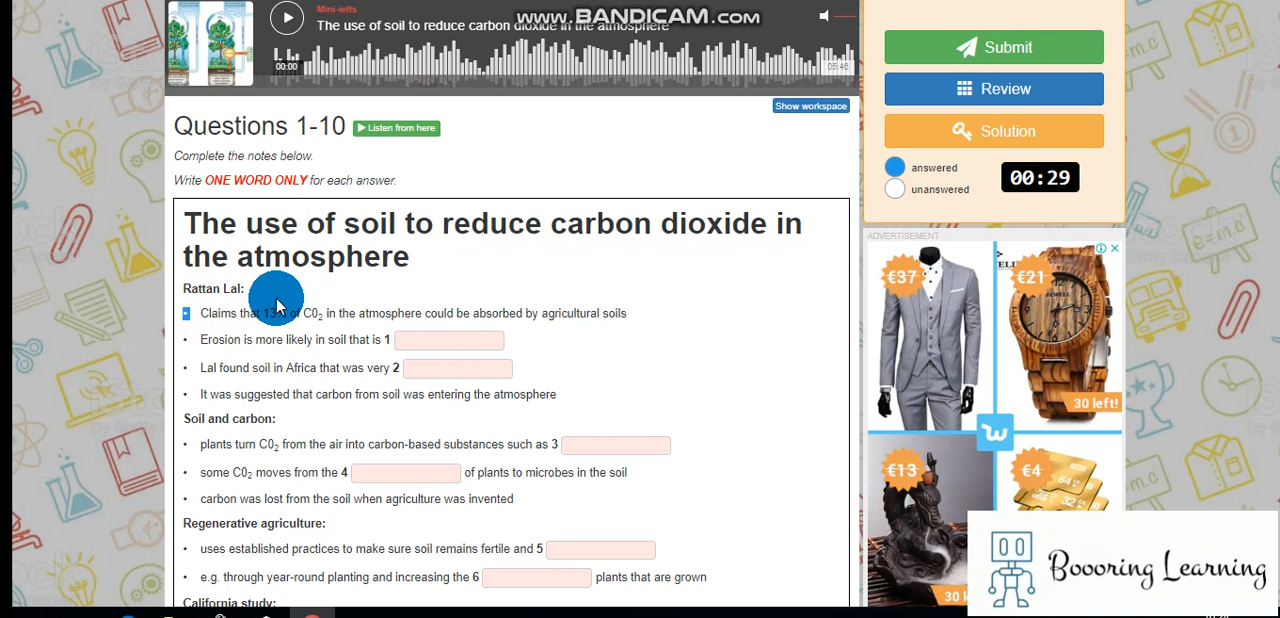 Mini-ielts
The use of soil to reduce carbon dioxide in the atmosphere
www.BANDICAM.com
00:00
05:46
Show workspace
Questions 1-10
Listen from here
Complete the notes below.
Write ONE WORD ONLY for each answer.
The use of soil to reduce carbon dioxide in
the atmosphere
Rattan Lal:
• Claims that 13% of C0₂ in the atmosphere could be absorbed by agricultural soils
• Erosion is more likely in soil that is 1
• Lal found soil in Africa that was very 2
• It was suggested that carbon from soil was entering the atmosphere
Soil and carbon:
• plants turn C0₂ from the air into carbon-based substances such as 3
• some C0₂ moves from the 4 of plants to microbes in the soil
• carbon was lost from the soil when agriculture was invented
Regenerative agriculture:
• uses established practices to make sure soil remains fertile and 5
• e.g. through year-round planting and increasing the 6 plants that are grown
California study:
Submit
Review
Solution
answered
unanswered
00:29
ADVERTISEMENT
€37
€21
30 left!
€13
€4
30 l
Boooring Learning